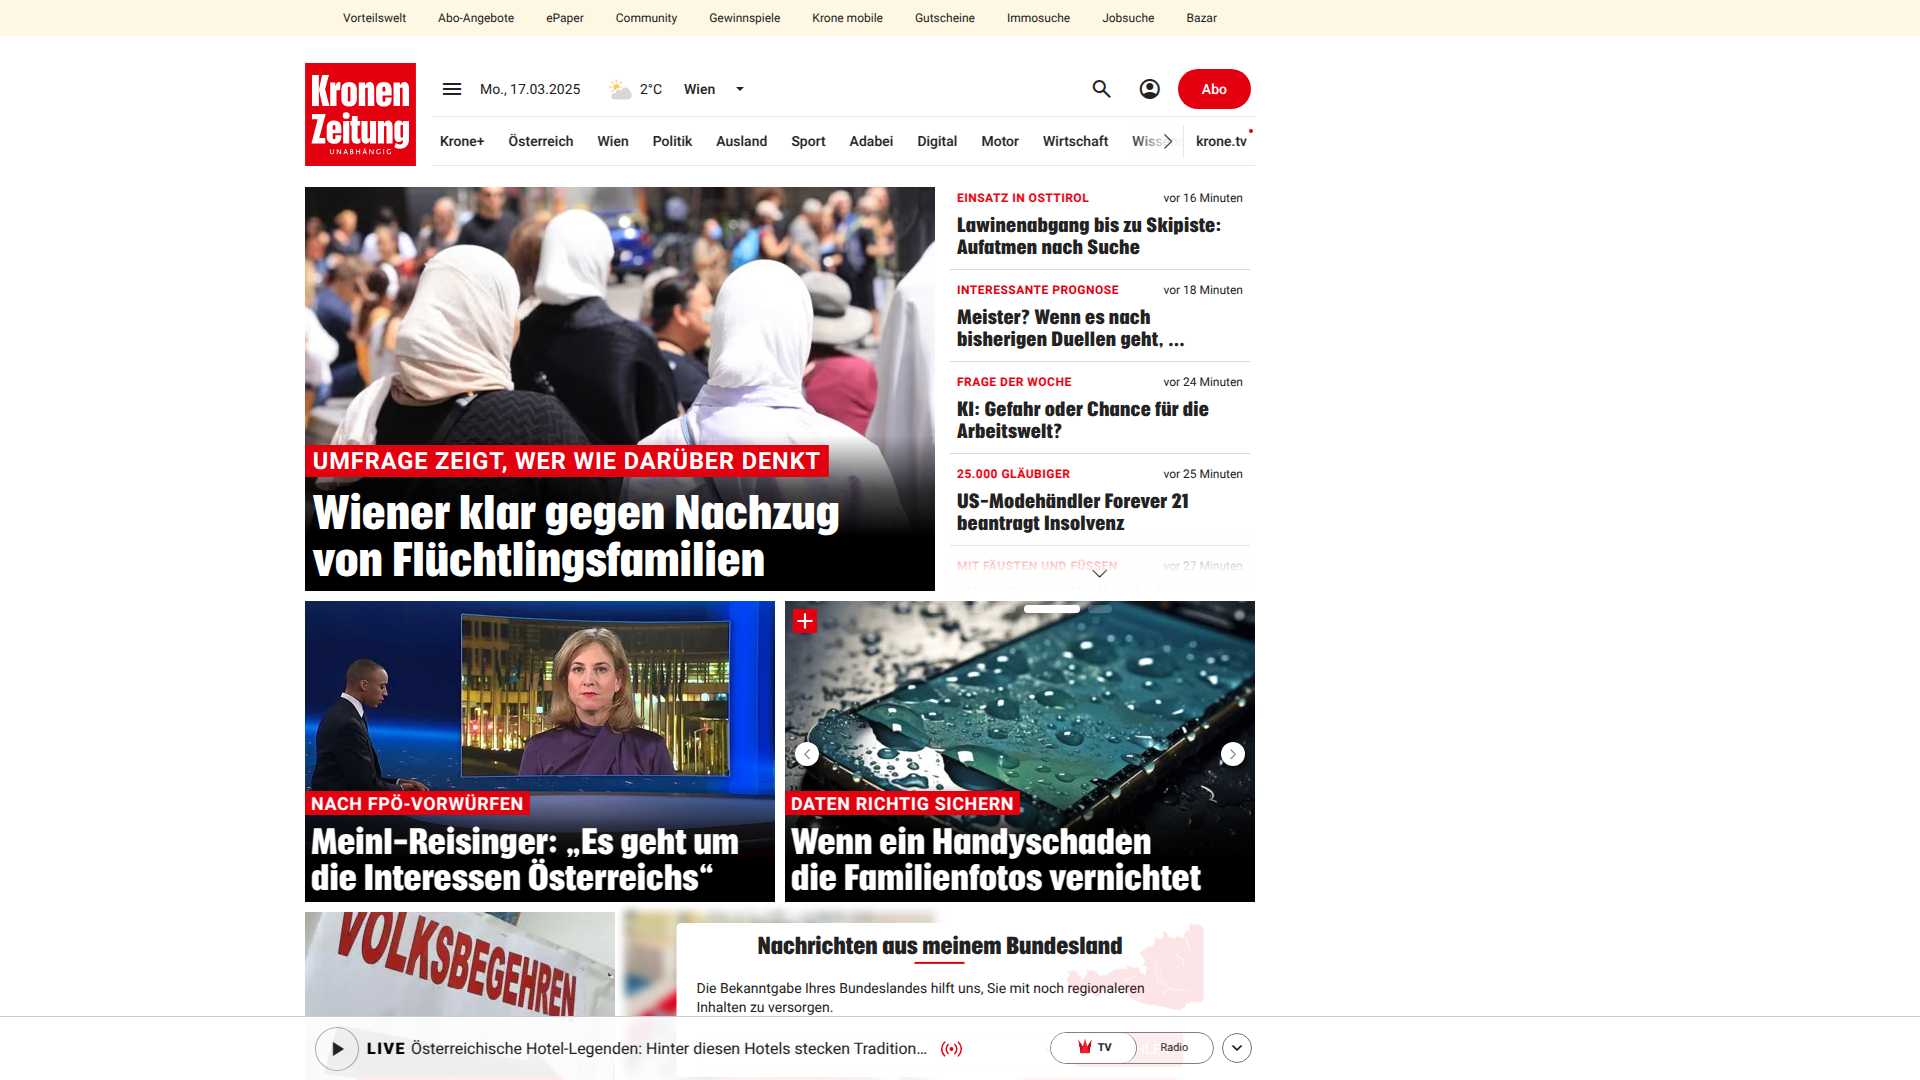 Vorteilswelt Abo-Angebote ePaper Community Gewinnspiele Krone mobile Gutscheine Immosuche Jobsuche Bazar
Kronen
Zeitung
UNABHÄNGIG
Mo., 17.03.2025 2°C Wien Abo
Krone+ Österreich Wien Politik Ausland Sport Adabei Digital Motor Wirtschaft krone.tv
UMFRAGE ZEIGT, WER WIE DARÜBER DENKT
Wiener klar gegen Nachzug
von Flüchtlingsfamilien
EINSATZ IN OSTTIROL vor 16 Minuten
Lawinenabgang bis zu Skipiste:
Aufatmen nach Suche
INTERESSANTE PROGNOSE vor 18 Minuten
Meister? Wenn es nach
bisherigen Duellen geht, ...
FRAGE DER WOCHE vor 24 Minuten
KI: Gefahr oder Chance für die
Arbeitswelt?
25.000 GLÄUBIGER vor 25 Minuten
US-Modehändler Forever 21
beantragt Insolvenz
MIT FÄUSTEN UND FÜSSEN vor 27 Minuten
NACH FPÖ-VORWÜRFEN
Meinl-Reisinger: „Es geht um
die Interessen Österreichs“
DATEN RICHTIG SICHERN
Wenn ein Handyschaden
die Familienfotos vernichtet
VOLKSBEGEHREN
Nachrichten aus meinem Bundesland
Die Bekanntgabe Ihres Bundeslandes hilft uns, Sie mit noch regionaleren
Inhalten zu versorgen.
LIVE Österreichische Hotel-Legenden: Hinter diesen Hotels stecken Tradition... TV Radio